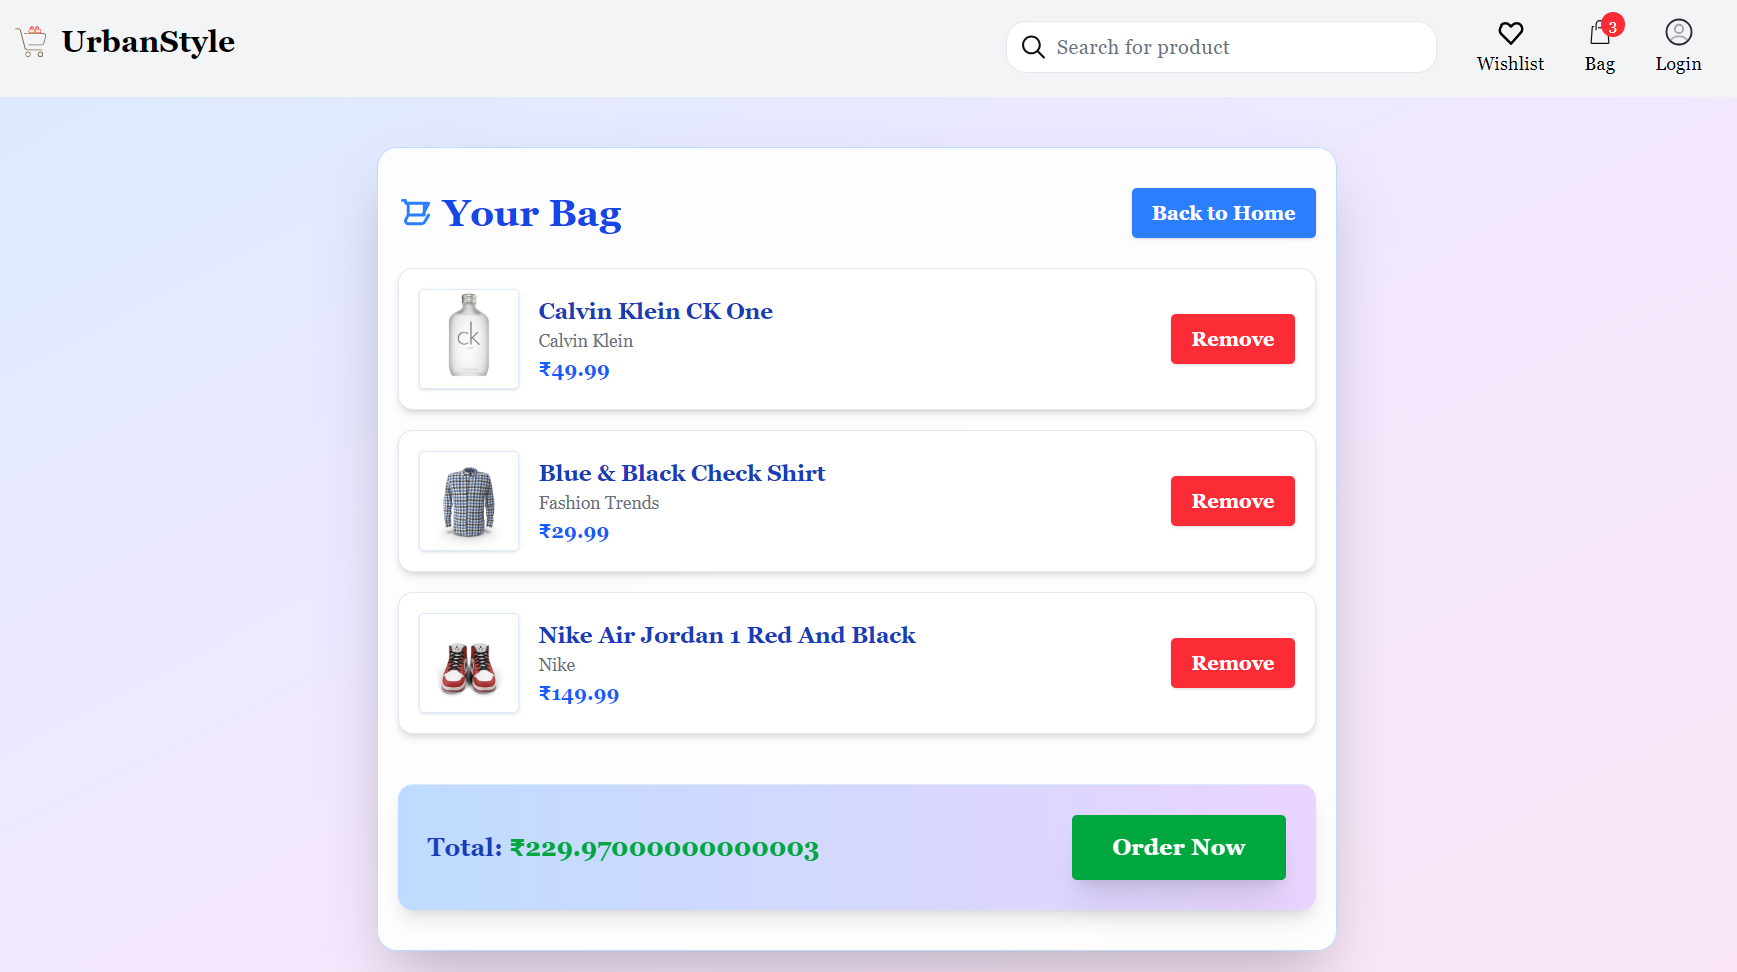 UrbanStyle
Search for product
Wishlist
3
Bag
Login
Your Bag
Back to Home
ck
Calvin Klein CK One
Calvin Klein
₹49.99
Remove
Blue & Black Check Shirt
Fashion Trends
₹29.99
Remove
Nike Air Jordan 1 Red And Black
Nike
₹149.99
Remove
Total: ₹229.97000000000003
Order Now